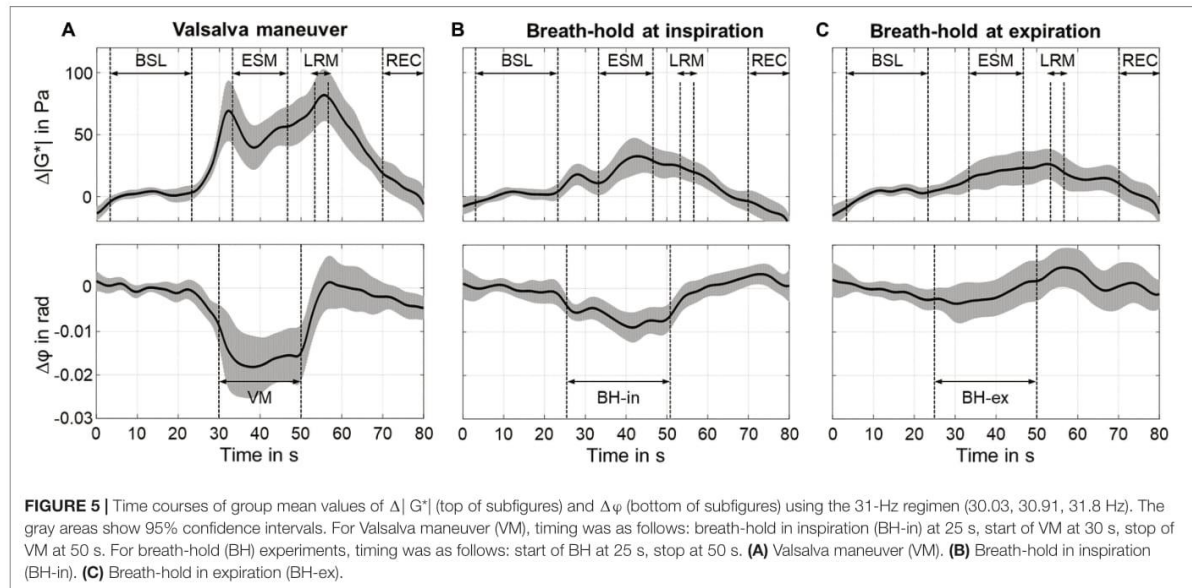 A Valsalva maneuver B Breath-hold at inspiration C Breath-hold at expiration
BSL ESM LRM REC BSL ESM LRM REC BSL ESM LRM REC
Δ|G*| in Pa
100
50
0
Δφ in rad
0
-0.01
-0.02
-0.03
VM BH-in BH-ex
0 10 20 30 40 50 60 70 80 0 10 20 30 40 50 60 70 80 0 10 20 30 40 50 60 70 80
Time in s Time in s Time in s
FIGURE 5 | Time courses of group mean values of Δ| G*| (top of subfigures) and Δφ (bottom of subfigures) using the 31-Hz regimen (30.03, 30.91, 31.8 Hz). The
gray areas show 95% confidence intervals. For Valsalva maneuver (VM), timing was as follows: breath-hold in inspiration (BH-in) at 25 s, start of VM at 30 s, stop of
VM at 50 s. For breath-hold (BH) experiments, timing was as follows: start of BH at 25 s, stop at 50 s. (A) Valsalva maneuver (VM). (B) Breath-hold in inspiration
(BH-in). (C) Breath-hold in expiration (BH-ex).